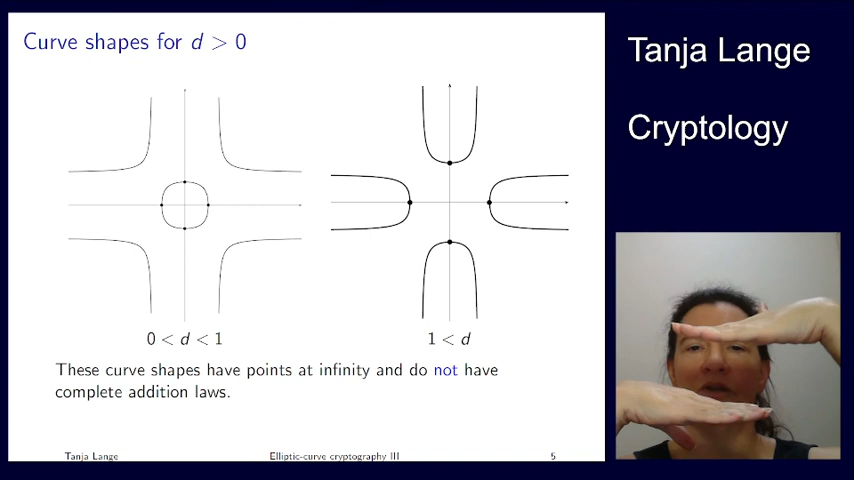 Curve shapes for d > 0
0 < d < 1
1 < d
These curve shapes have points at infinity and do not have
complete addition laws.
Tanja Lange
Elliptic-curve cryptography III
5
Tanja Lange
Cryptology